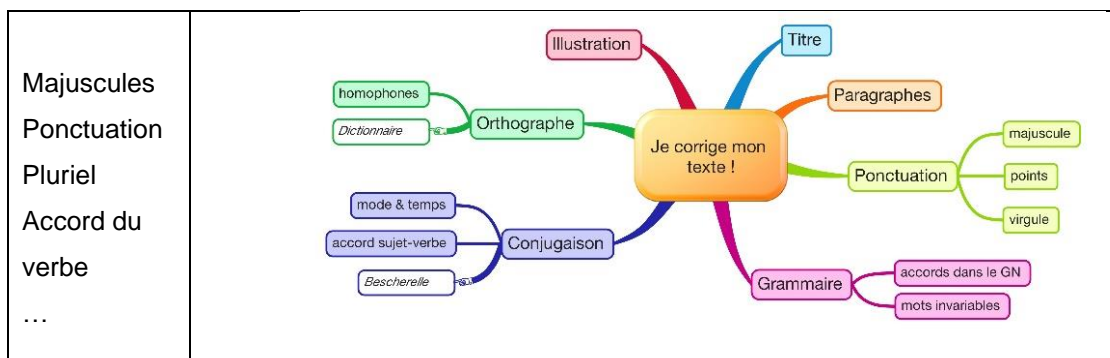 Majuscules
Ponctuation
Pluriel
Accord du
verbe
…
Je corrige mon
texte !
Titre
Paragraphes
Ponctuation
majuscule
points
virgule
Grammaire
accords dans le GN
mots invariables
Conjugaison
mode & temps
accord sujet-verbe
Bescherelle
Orthographe
homophones
Dictionnaire
Illustration